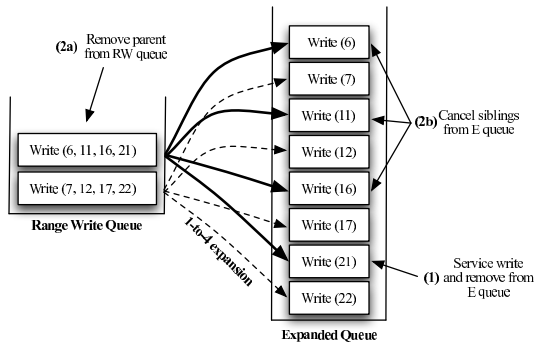 (2a) Remove parent
from RW queue
Write (6, 11, 16, 21)
Write (7, 12, 17, 22)
Range Write Queue
1-to-4 expansion
Write (6)
Write (7)
Write (11)
Write (12)
Write (16)
Write (17)
Write (21)
Write (22)
Expanded Queue
(2b) Cancel siblings
from E queue
Service write
(1) and remove from
E queue